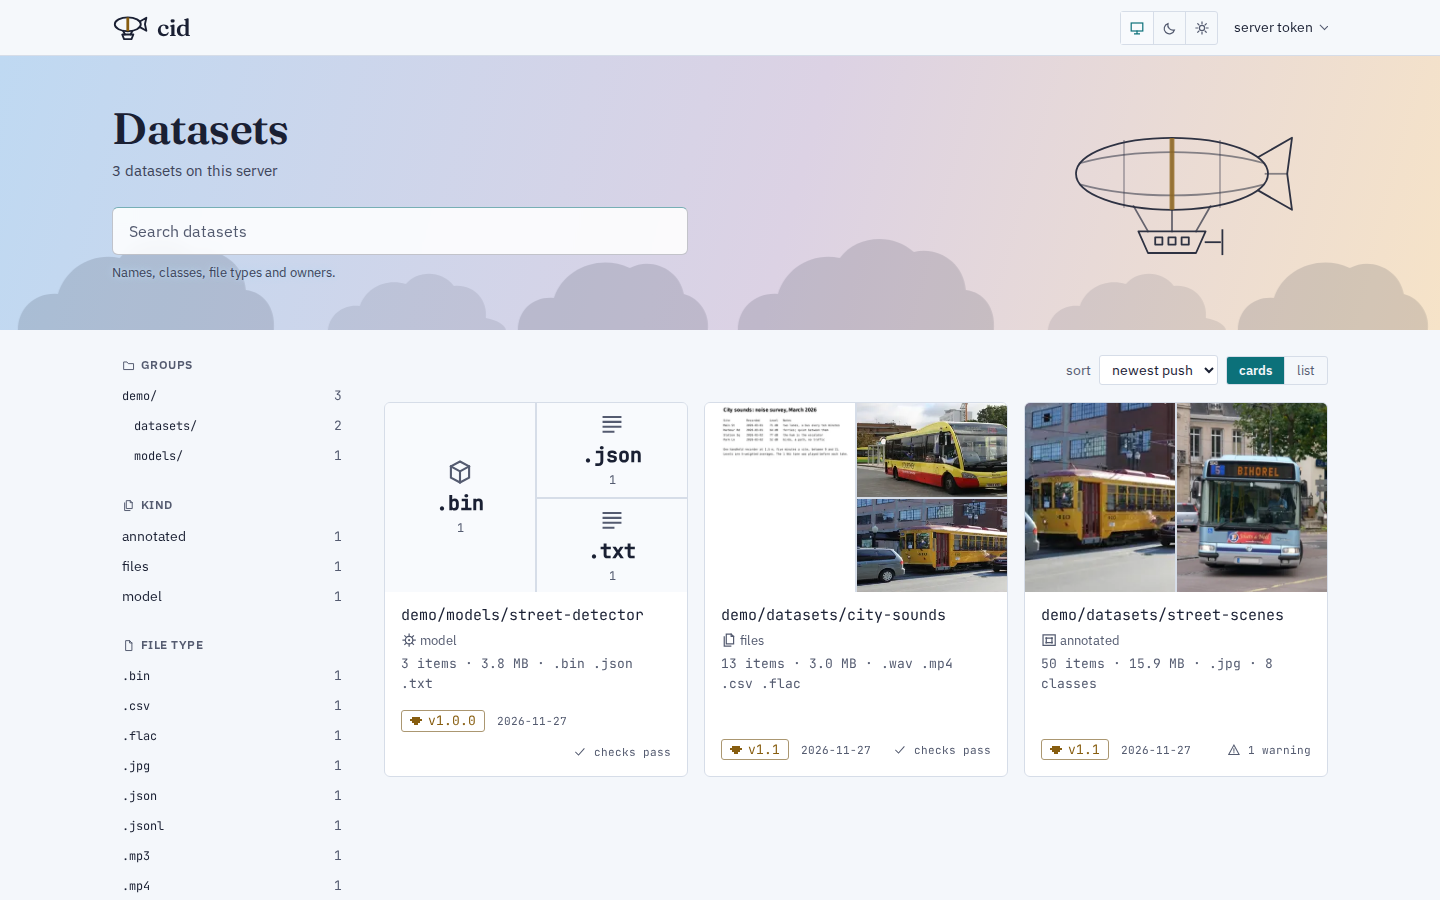 cid
server token
Datasets
3 datasets on this server
Search datasets
Names, classes, file types and owners.
GROUPS
demo/ 3
datasets/ 2
models/ 1
KIND
annotated 1
files 1
model 1
FILE TYPE
.bin 1
.csv 1
.flac 1
.jpg 1
.json 1
.jsonl 1
.mp3 1
.mp4 1
sort newest push cards list
.bin
1
.json
1
.txt
1
demo/models/street-detector
model
3 items · 3.8 MB · .bin .json
.txt
v1.0.0 2026-11-27
checks pass
City sounds: noise survey, March 2026
demo/datasets/city-sounds
files
13 items · 3.0 MB · .wav .mp4
.csv .flac
v1.1 2026-11-27 checks pass
BIHOREL
demo/datasets/street-scenes
annotated
50 items · 15.9 MB · .jpg · 8
classes
v1.1 2026-11-27 1 warning